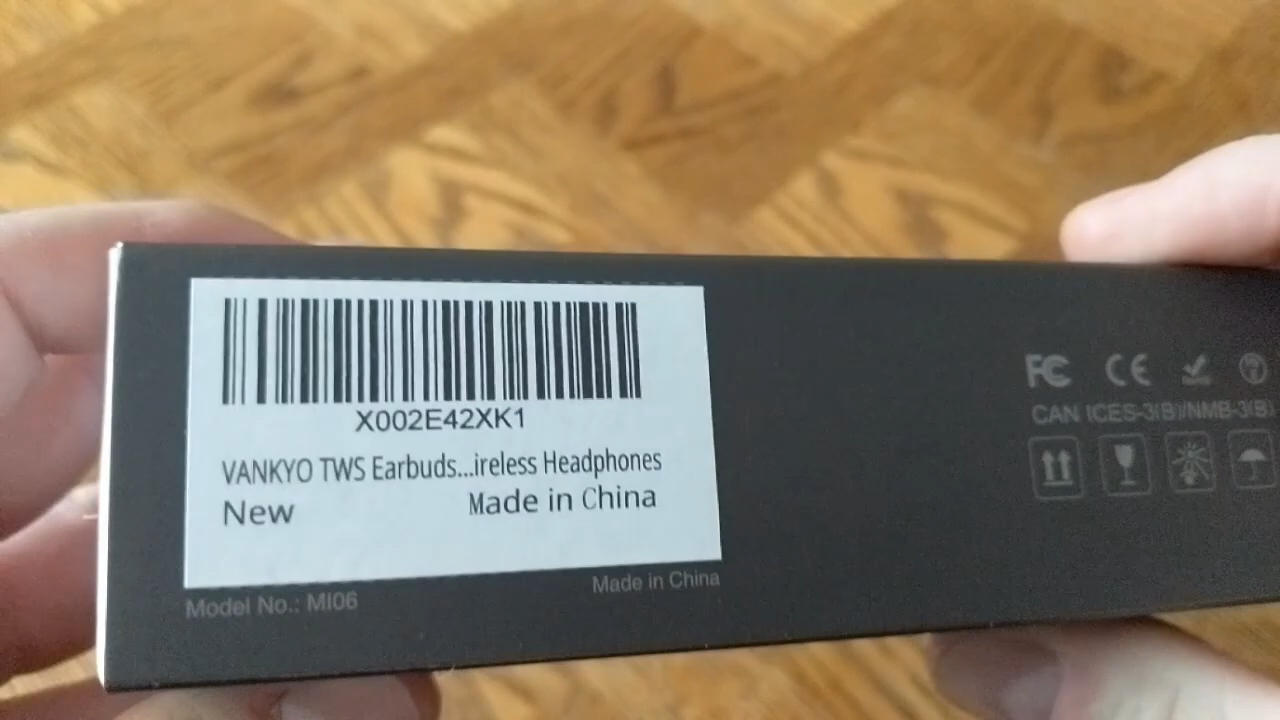 X002E42XK1
VANKYO TWS Earbuds...ireless Headphones
New Made in China
Model No.: MI06 Made in China
FC CE
CAN ICES-3(B)/NMB-3(B)